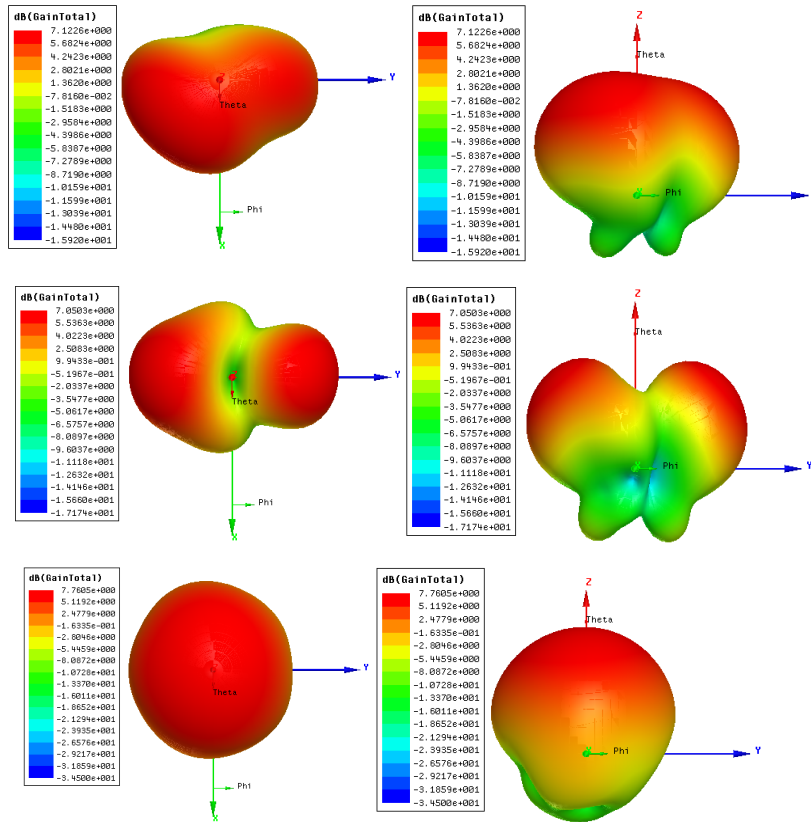 dB(GainTotal)
7.1226e+000
5.6824e+000
4.2423e+000
2.8021e+000
1.3620e+000
-7.8160e-002
-1.5183e+000
-2.9584e+000
-4.3986e+000
-5.8387e+000
-7.2789e+000
-8.7190e+000
-1.0159e+001
-1.1599e+001
-1.3039e+001
-1.4480e+001
-1.5920e+001
Y
Theta
Phi
X
dB(GainTotal)
7.1226e+000
5.6824e+000
4.2423e+000
2.8021e+000
1.3620e+000
-7.8160e-002
-1.5183e+000
-2.9584e+000
-4.3986e+000
-5.8387e+000
-7.2789e+000
-8.7190e+000
-1.0159e+001
-1.1599e+001
-1.3039e+001
-1.4480e+001
-1.5920e+001
Z
Theta
X
Phi
dB(GainTotal)
7.0503e+000
5.5363e+000
4.0223e+000
2.5083e+000
9.9433e-001
-5.1967e-001
-2.0337e+000
-3.5477e+000
-5.0617e+000
-6.5757e+000
-8.0897e+000
-9.6037e+000
-1.1118e+001
-1.2632e+001
-1.4146e+001
-1.5660e+001
-1.7174e+001
Y
Theta
Phi
X
dB(GainTotal)
7.0503e+000
5.5363e+000
4.0223e+000
2.5083e+000
9.9433e-001
-5.1967e-001
-2.0337e+000
-3.5477e+000
-5.0617e+000
-6.5757e+000
-8.0897e+000
-9.6037e+000
-1.1118e+001
-1.2632e+001
-1.4146e+001
-1.5660e+001
-1.7174e+001
Z
Theta
X
Phi
Y
dB(GainTotal)
7.7605e+000
5.1192e+000
2.4779e+000
-1.6335e-001
-2.8046e+000
-5.4459e+000
-8.0872e+000
-1.0728e+001
-1.3370e+001
-1.6011e+001
-1.8652e+001
-2.1294e+001
-2.3935e+001
-2.6576e+001
-2.9217e+001
-3.1859e+001
-3.4500e+001
Y
Theta
Phi
X
dB(GainTotal)
7.7605e+000
5.1192e+000
2.4779e+000
-1.6335e-001
-2.8046e+000
-5.4459e+000
-8.0872e+000
-1.0728e+001
-1.3370e+001
-1.6011e+001
-1.8652e+001
-2.1294e+001
-2.3935e+001
-2.6576e+001
-2.9217e+001
-3.1859e+001
-3.4500e+001
Z
Theta
X
Phi
Y